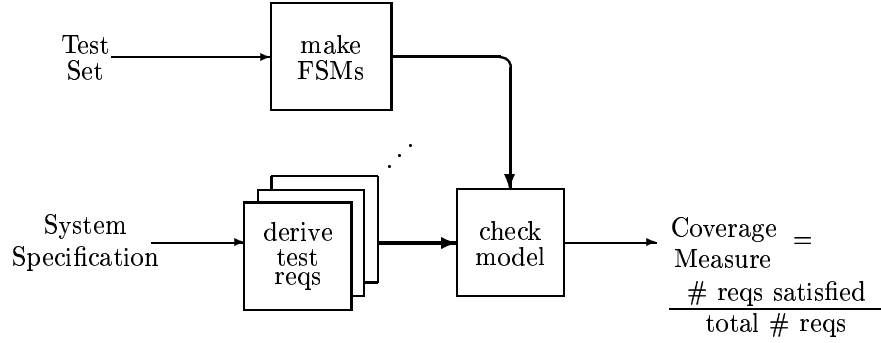 Test
Set
make
FSMs
System
Specification
derive
test
reqs
check
model
Coverage
Measure
=
# reqs satisfied
total # reqs